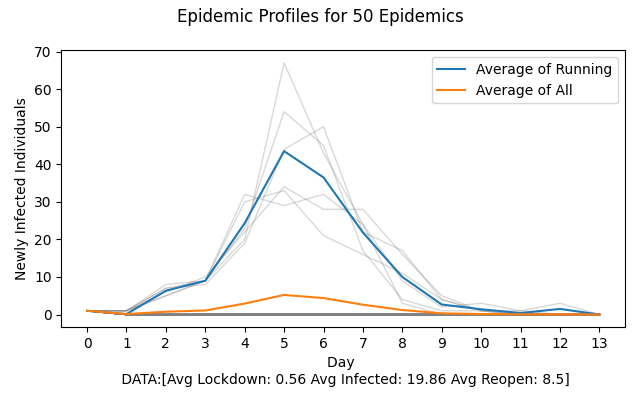 Epidemic Profiles for 50 Epidemics
70
60
50
40
30
20
10
0
Newly Infected Individuals
Average of Running
Average of All
0 1 2 3 4 5 6 7 8 9 10 11 12 13
Day
DATA:[Avg Lockdown: 0.56 Avg Infected: 19.86 Avg Reopen: 8.5]